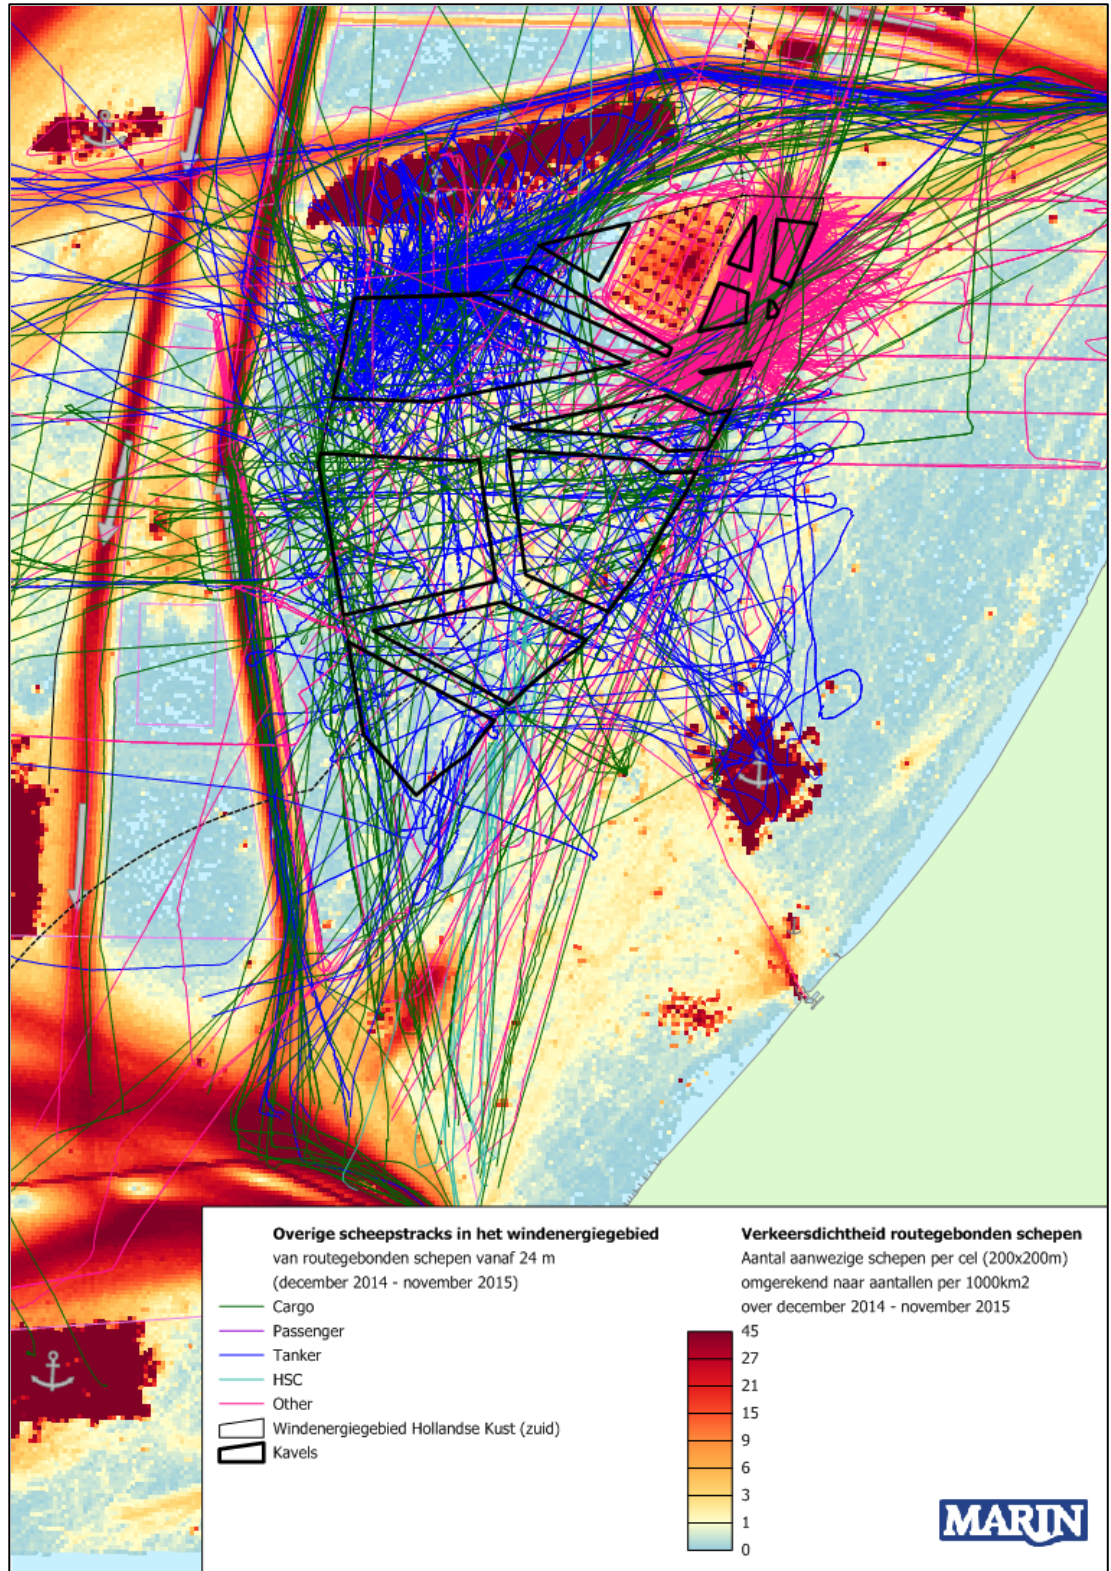 Overige scheepstracks in het windenergiegebied
van routegebonden schepen vanaf 24 m
(december 2014 - november 2015)
Cargo
Passenger
Tanker
HSC
Other
Windenergiegebied Hollandse Kust (zuid)
Kavels
Verkeersdichtheid routegebonden schepen
Aantal aanwezige schepen per cel (200x200m)
omgerekend naar aantallen per 1000km2
over december 2014 - november 2015
45
27
21
15
9
6
3
1
0
MARIN